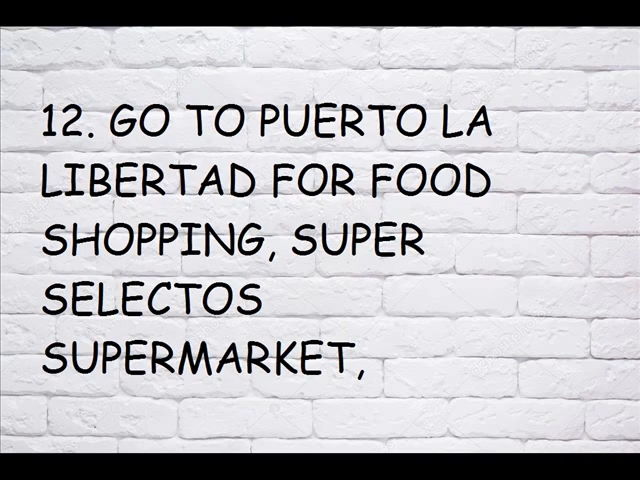 12. GO TO PUERTO LA
LIBERTAD FOR FOOD
SHOPPING, SUPER
SELECTOS
SUPERMARKET,